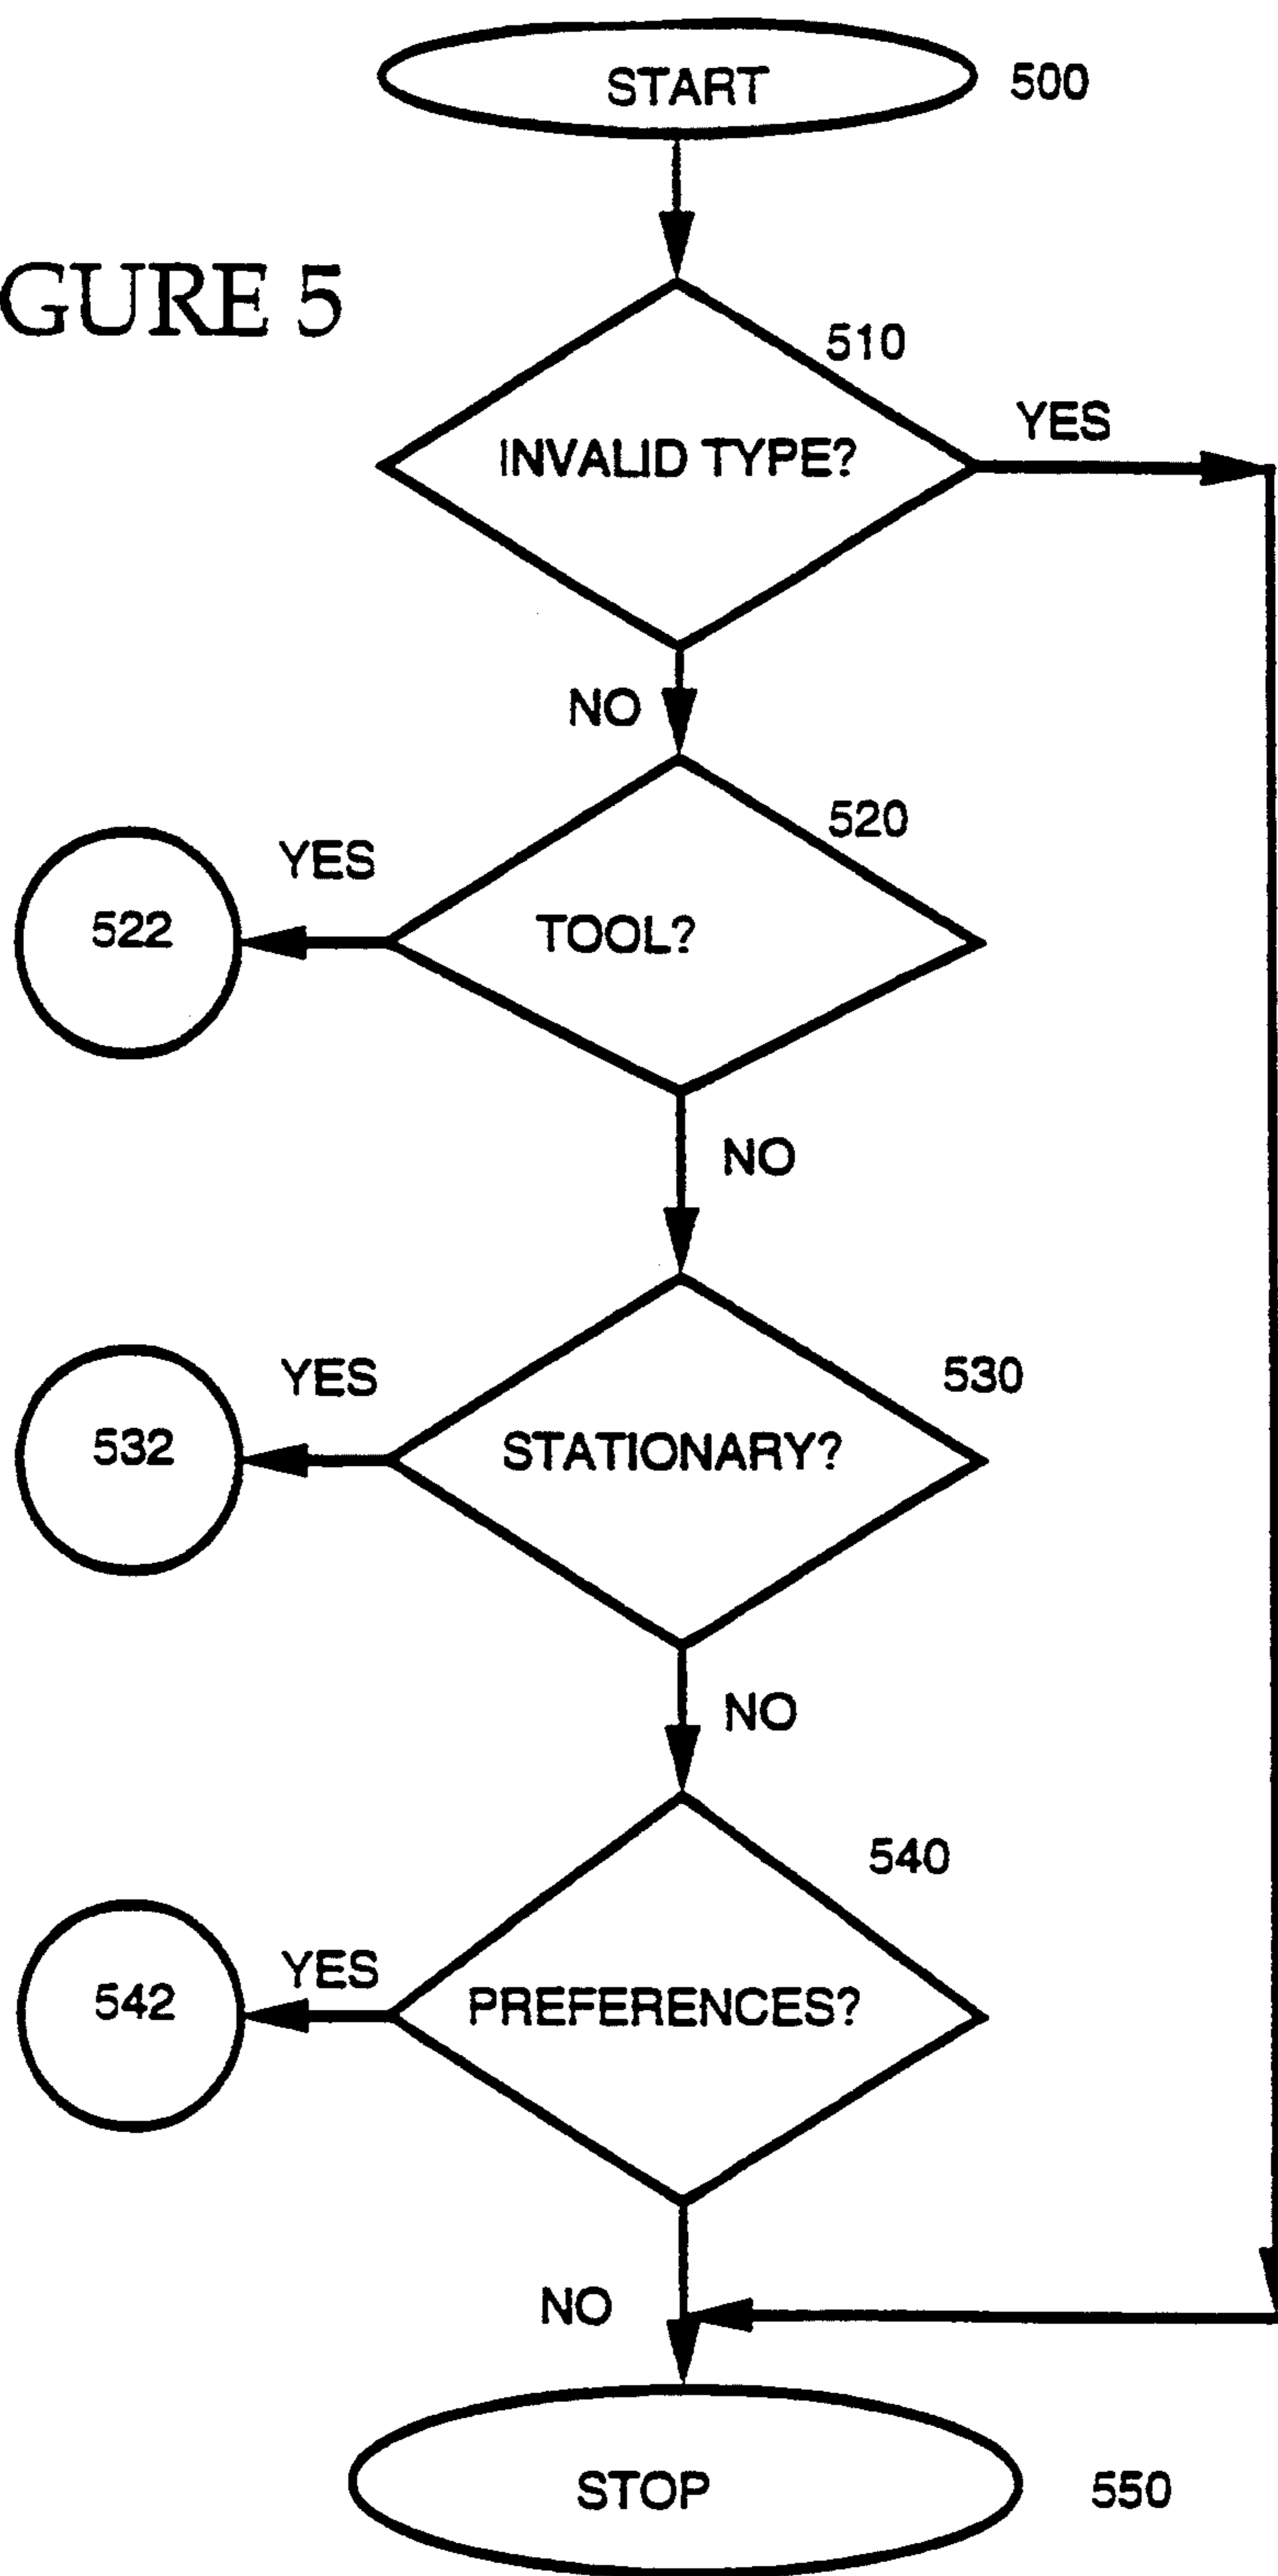 START 500
GURE 5
510
YES
INVALID TYPE?
NO
520
YES
522
TOOL?
NO
530
YES
532
STATIONARY?
NO
540
YES
542
PREFERENCES?
NO
STOP
550